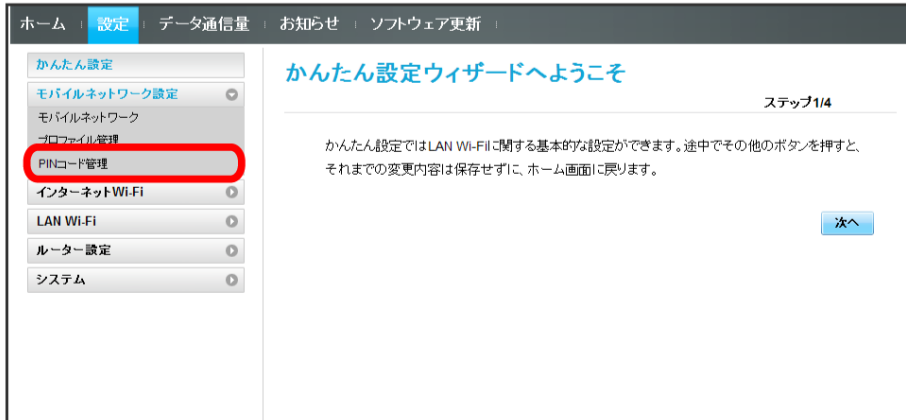 ホーム 設定 データ通信量 お知らせ ソフトウェア更新
かんたん設定
モバイルネットワーク設定
モバイルネットワーク
プロファイル管理
PINコード管理
インターネットWi-Fi
LAN Wi-Fi
ルーター設定
システム
かんたん設定ウィザードへようこそ
ステップ1/4
かんたん設定ではLAN Wi-Fiに関する基本的な設定ができます。途中でその他のボタンを押すと、
それまでの変更内容は保存せずに、ホーム画面に戻ります。
次へ